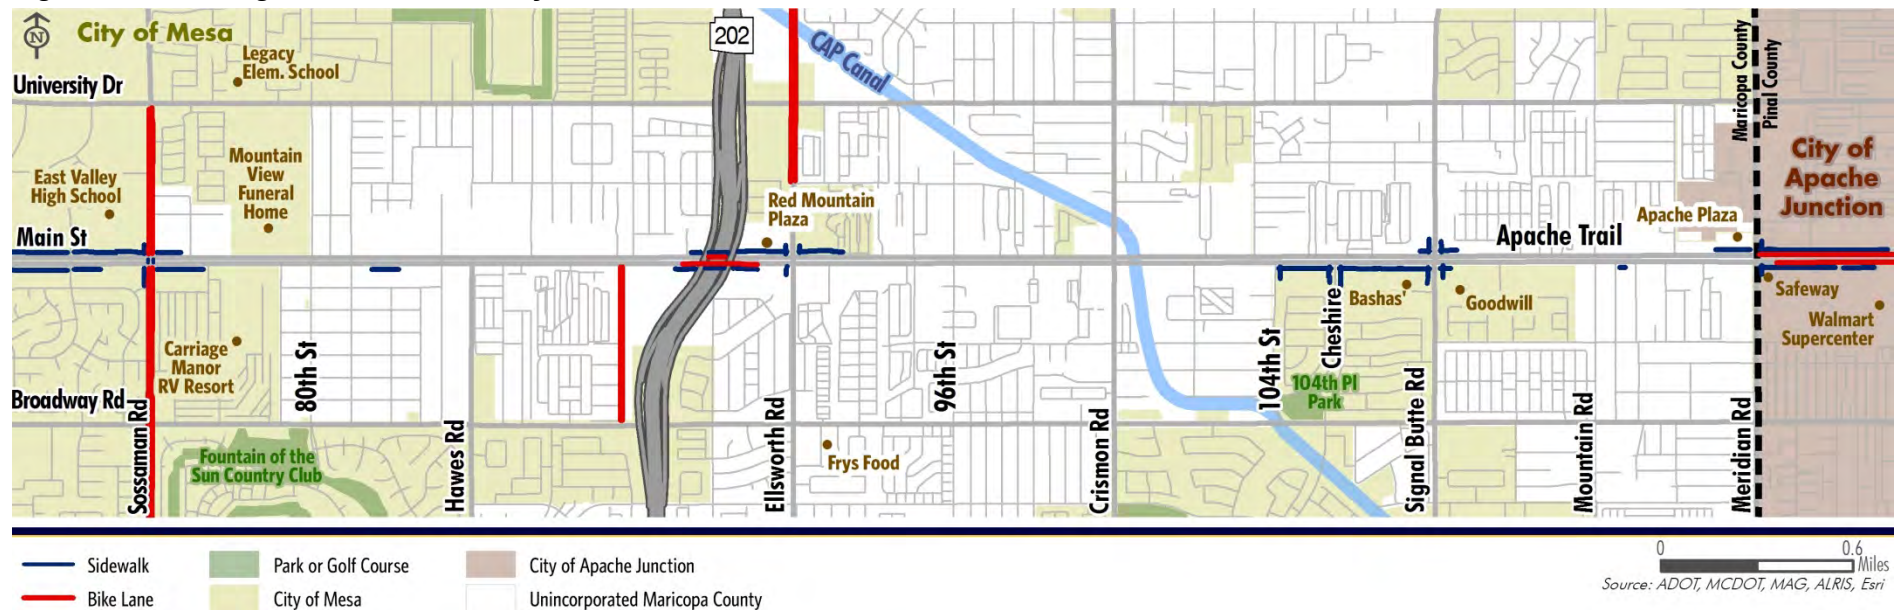 N
City of Mesa
Legacy
Elem. School
University Dr
202
CAP Canal
Maricopa County
Pinal County
City of
Apache
Junction
East Valley
High School
Mountain
View
Funeral
Home
Red Mountain
Plaza
Apache Plaza
Main St
Apache Trail
Carriage
Manor
RV Resort
80th St
96th St
104th St
Cheshire
Bashas'
Goodwill
Safeway
Walmart
Supercenter
104th Pl
Park
Broadway Rd
Sossaman Rd
Fountain of the
Sun Country Club
Hawes Rd
Ellsworth Rd
Frys Food
Crismon Rd
Signal Butte Rd
Mountain Rd
Meridian Rd
Sidewalk
Park or Golf Course
City of Apache Junction
Bike Lane
City of Mesa
Unincorporated Maricopa County
0 0.6
Miles
Source: ADOT, MCDOT, MAG, ALRIS, Esri